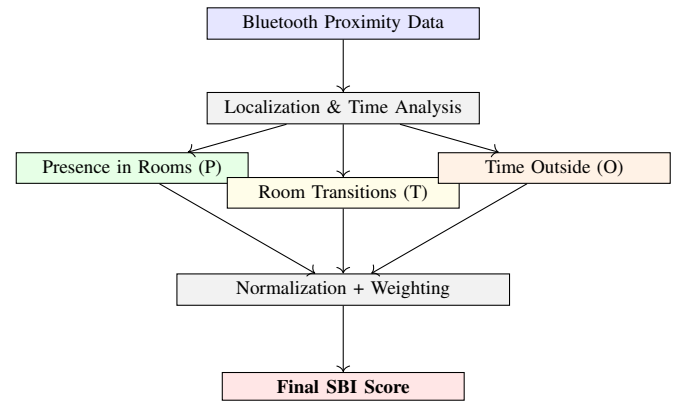 Bluetooth Proximity Data
Localization & Time Analysis
Presence in Rooms (P)
Room Transitions (T)
Time Outside (O)
Normalization + Weighting
Final SBI Score